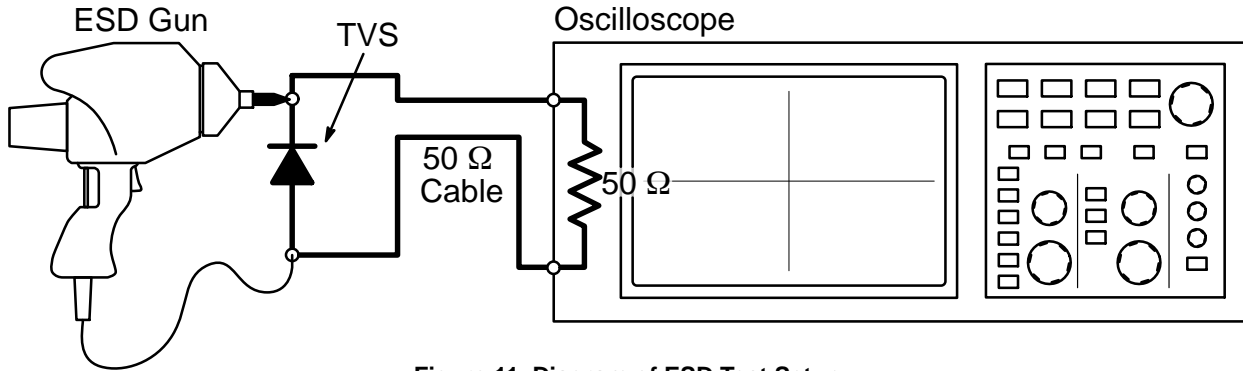 ESD Gun
TVS
Oscilloscope
50 Ω
Cable
50 Ω